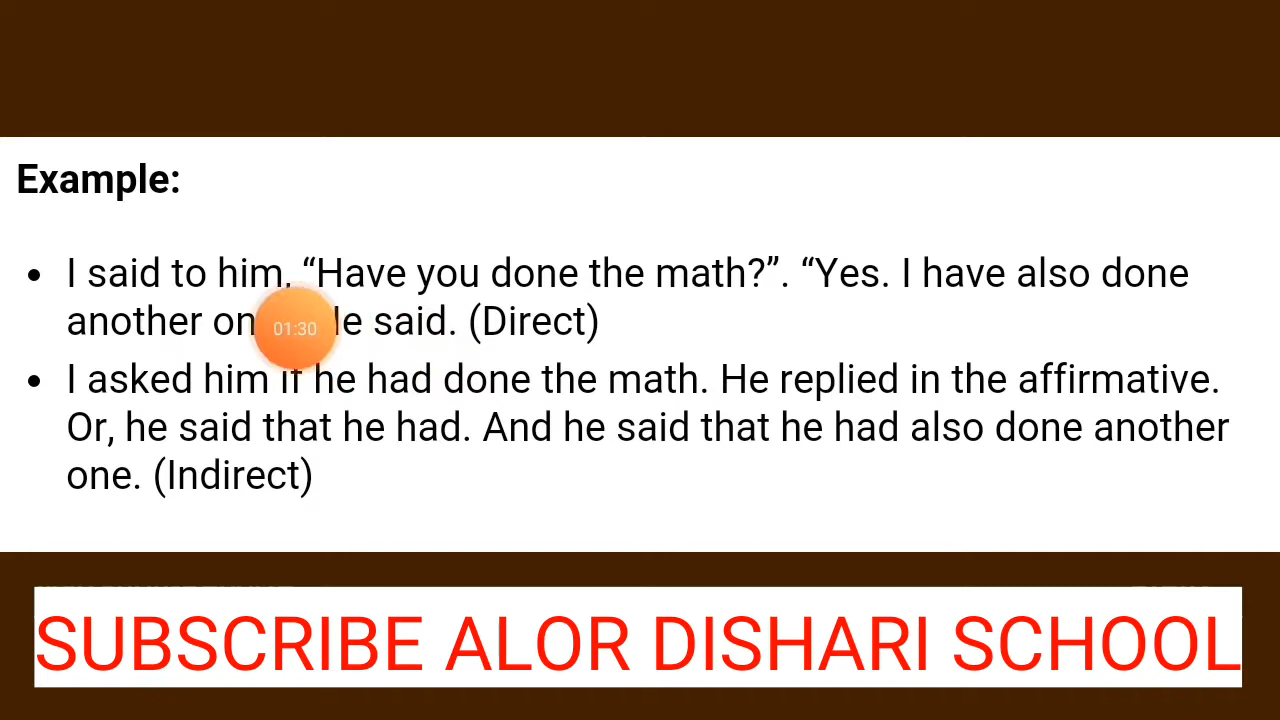 Example:
• I said to him, “Have you done the math?”. “Yes. I have also done
another said. (Direct)
01:30
• I asked him if he had done the math. He replied in the affirmative.
Or, he said that he had. And he said that he had also done another
one. (Indirect)
SUBSCRIBE ALOR DISHARI SCHOOL